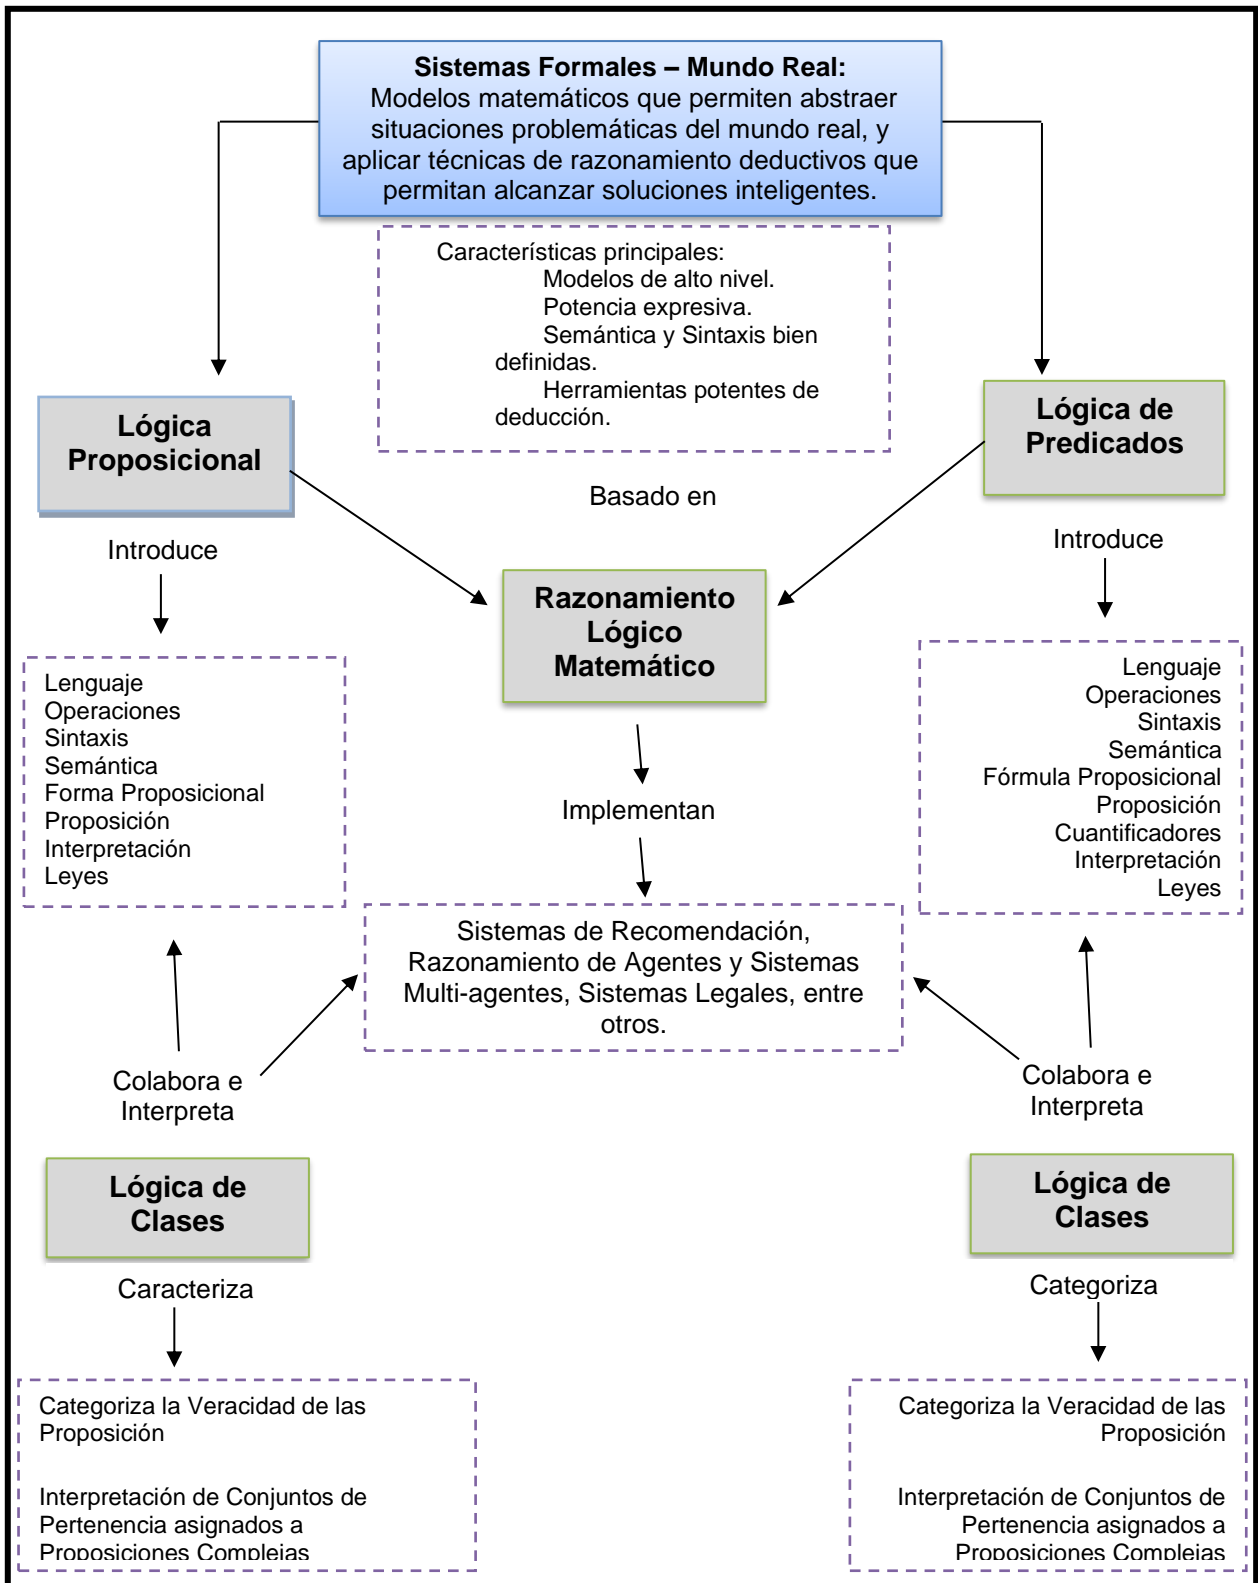 Sistemas Formales – Mundo Real:
Modelos matemáticos que permiten abstraer
situaciones problemáticas del mundo real, y
aplicar técnicas de razonamiento deductivos que
permitan alcanzar soluciones inteligentes.
Características principales:
Modelos de alto nivel.
Potencia expresiva.
Semántica y Sintaxis bien
definidas.
Herramientas potentes de
deducción.
Lógica
Proposicional
Lógica de
Predicados
Basado en
Introduce
Introduce
Razonamiento
Lógico
Matemático
Lenguaje
Operaciones
Sintaxis
Semántica
Forma Proposicional
Proposición
Interpretación
Leyes
Lenguaje
Operaciones
Sintaxis
Semántica
Fórmula Proposicional
Proposición
Cuantificadores
Interpretación
Leyes
Implementan
Sistemas de Recomendación,
Razonamiento de Agentes y Sistemas
Multi-agentes, Sistemas Legales, entre
otros.
Colabora e
Interpreta
Colabora e
Interpreta
Lógica de
Clases
Lógica de
Clases
Caracteriza
Categoriza
Categoriza la Veracidad de las
Proposición
Interpretación de Conjuntos de
Pertenencia asignados a
Proposiciones Complejas
Categoriza la Veracidad de las
Proposición
Interpretación de Conjuntos de
Pertenencia asignados a
Proposiciones Complejas